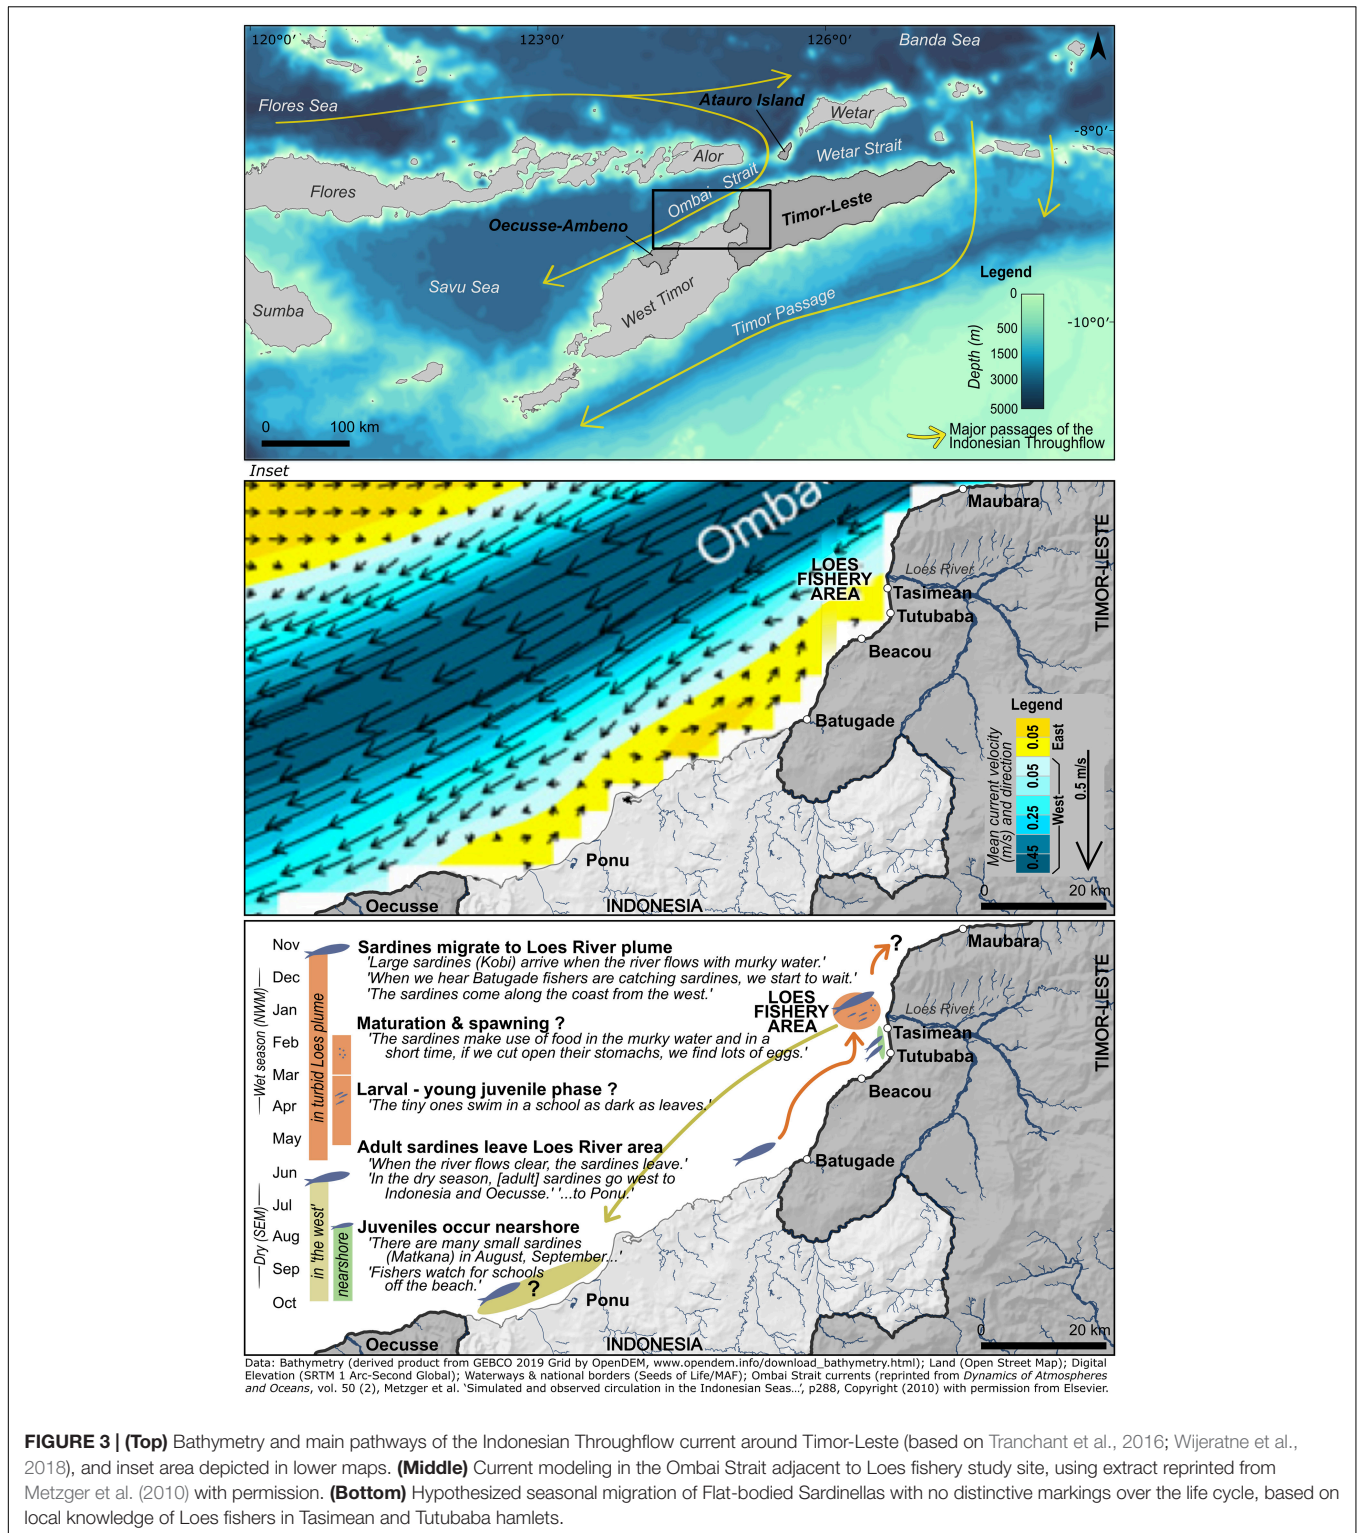 120°0'
123°0'
126°0'
Banda Sea
Flores Sea
Atauro Island
Wetar
-8°0'
Wetar Strait
Alor
Ombai Strait
Flores
Timor-Leste
Oecusse-Ambeno
Savu Sea
West Timor
Sumba
Timor Passage
-10°0'
Legend
0
500
1500
3000
5000
Depth (m)
0 100 km
Major passages of the
Indonesian Throughflow
Inset
Omba
Maubara
TIMOR-LESTE
LOES
FISHERY
AREA
Loes River
Tasimean
Tutubaba
Beacou
Batugade
Legend
Mean current velocity
(m/s) and direction
0.05
0.05
0.05
0.25
0.45
East
West
0.5 m/s
0 20 km
Ponu
Oecusse
INDONESIA
Nov
Dec
Jan
Feb
Mar
Apr
May
Jun
Jul
Aug
Sep
Oct
Wet season (NWM)
Dry (SEM)
in turbid Loes plume
in 'the west'
nearshore
Sardines migrate to Loes River plume
'Large sardines (Kobi) arrive when the river flows with murky water.'
'When we hear Batugade fishers are catching sardines, we start to wait.'
'The sardines come along the coast from the west.'
Maturation & spawning ?
'The sardines make use of food in the murky water and in a
short time, if we cut open their stomachs, we find lots of eggs.'
Larval - young juvenile phase ?
'The tiny ones swim in a school as dark as leaves.'
Adult sardines leave Loes River area
'When the river flows clear, the sardines leave.'
'In the dry season, [adult] sardines go west to
Indonesia and Oecusse.' '...to Ponu.'
Juveniles occur nearshore
'There are many small sardines
(Matkana) in August, September...'
'Fishers watch for schools
off the beach.'
?
?
Maubara
TIMOR-LESTE
LOES
FISHERY
AREA
Loes River
Tasimean
Tutubaba
Beacou
Batugade
Ponu
Oecusse
INDONESIA
0 20 km
Data: Bathymetry (derived product from GEBCO 2019 Grid by OpenDEM, www.opendem.info/download_bathymetry.html); Land (Open Street Map); Digital
Elevation (SRTM 1 Arc-Second Global); Waterways & national borders (Seeds of Life/MAF); Ombai Strait currents (reprinted from Dynamics of Atmospheres
and Oceans, vol. 50 (2), Metzger et al. 'Simulated and observed circulation in the Indonesian Seas...', p288, Copyright (2010) with permission from Elsevier.
FIGURE 3 | (Top) Bathymetry and main pathways of the Indonesian Throughflow current around Timor-Leste (based on Tranchant et al., 2016; Wijeratne et al.,
2018), and inset area depicted in lower maps. (Middle) Current modeling in the Ombai Strait adjacent to Loes fishery study site, using extract reprinted from
Metzger et al. (2010) with permission. (Bottom) Hypothesized seasonal migration of Flat-bodied Sardinellas with no distinctive markings over the life cycle, based on
local knowledge of Loes fishers in Tasimean and Tutubaba hamlets.